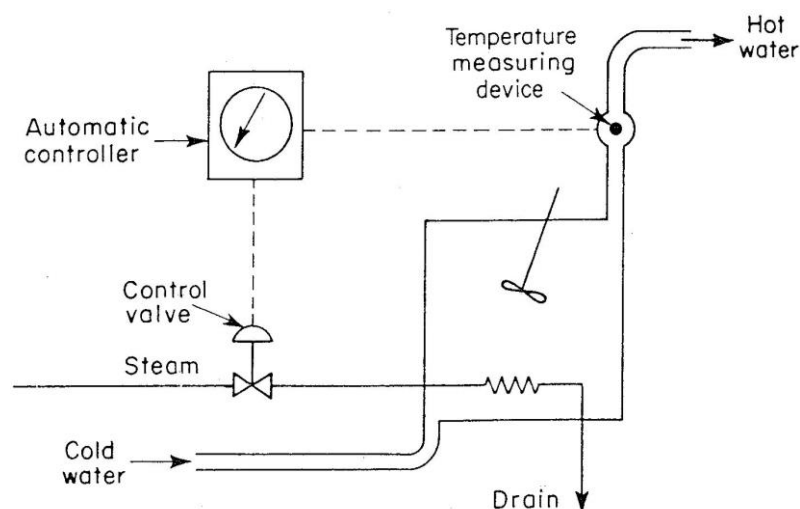 Temperature
measuring
device
Hot
water
Automatic
controller
Control
valve
Steam
Cold
water
Drain